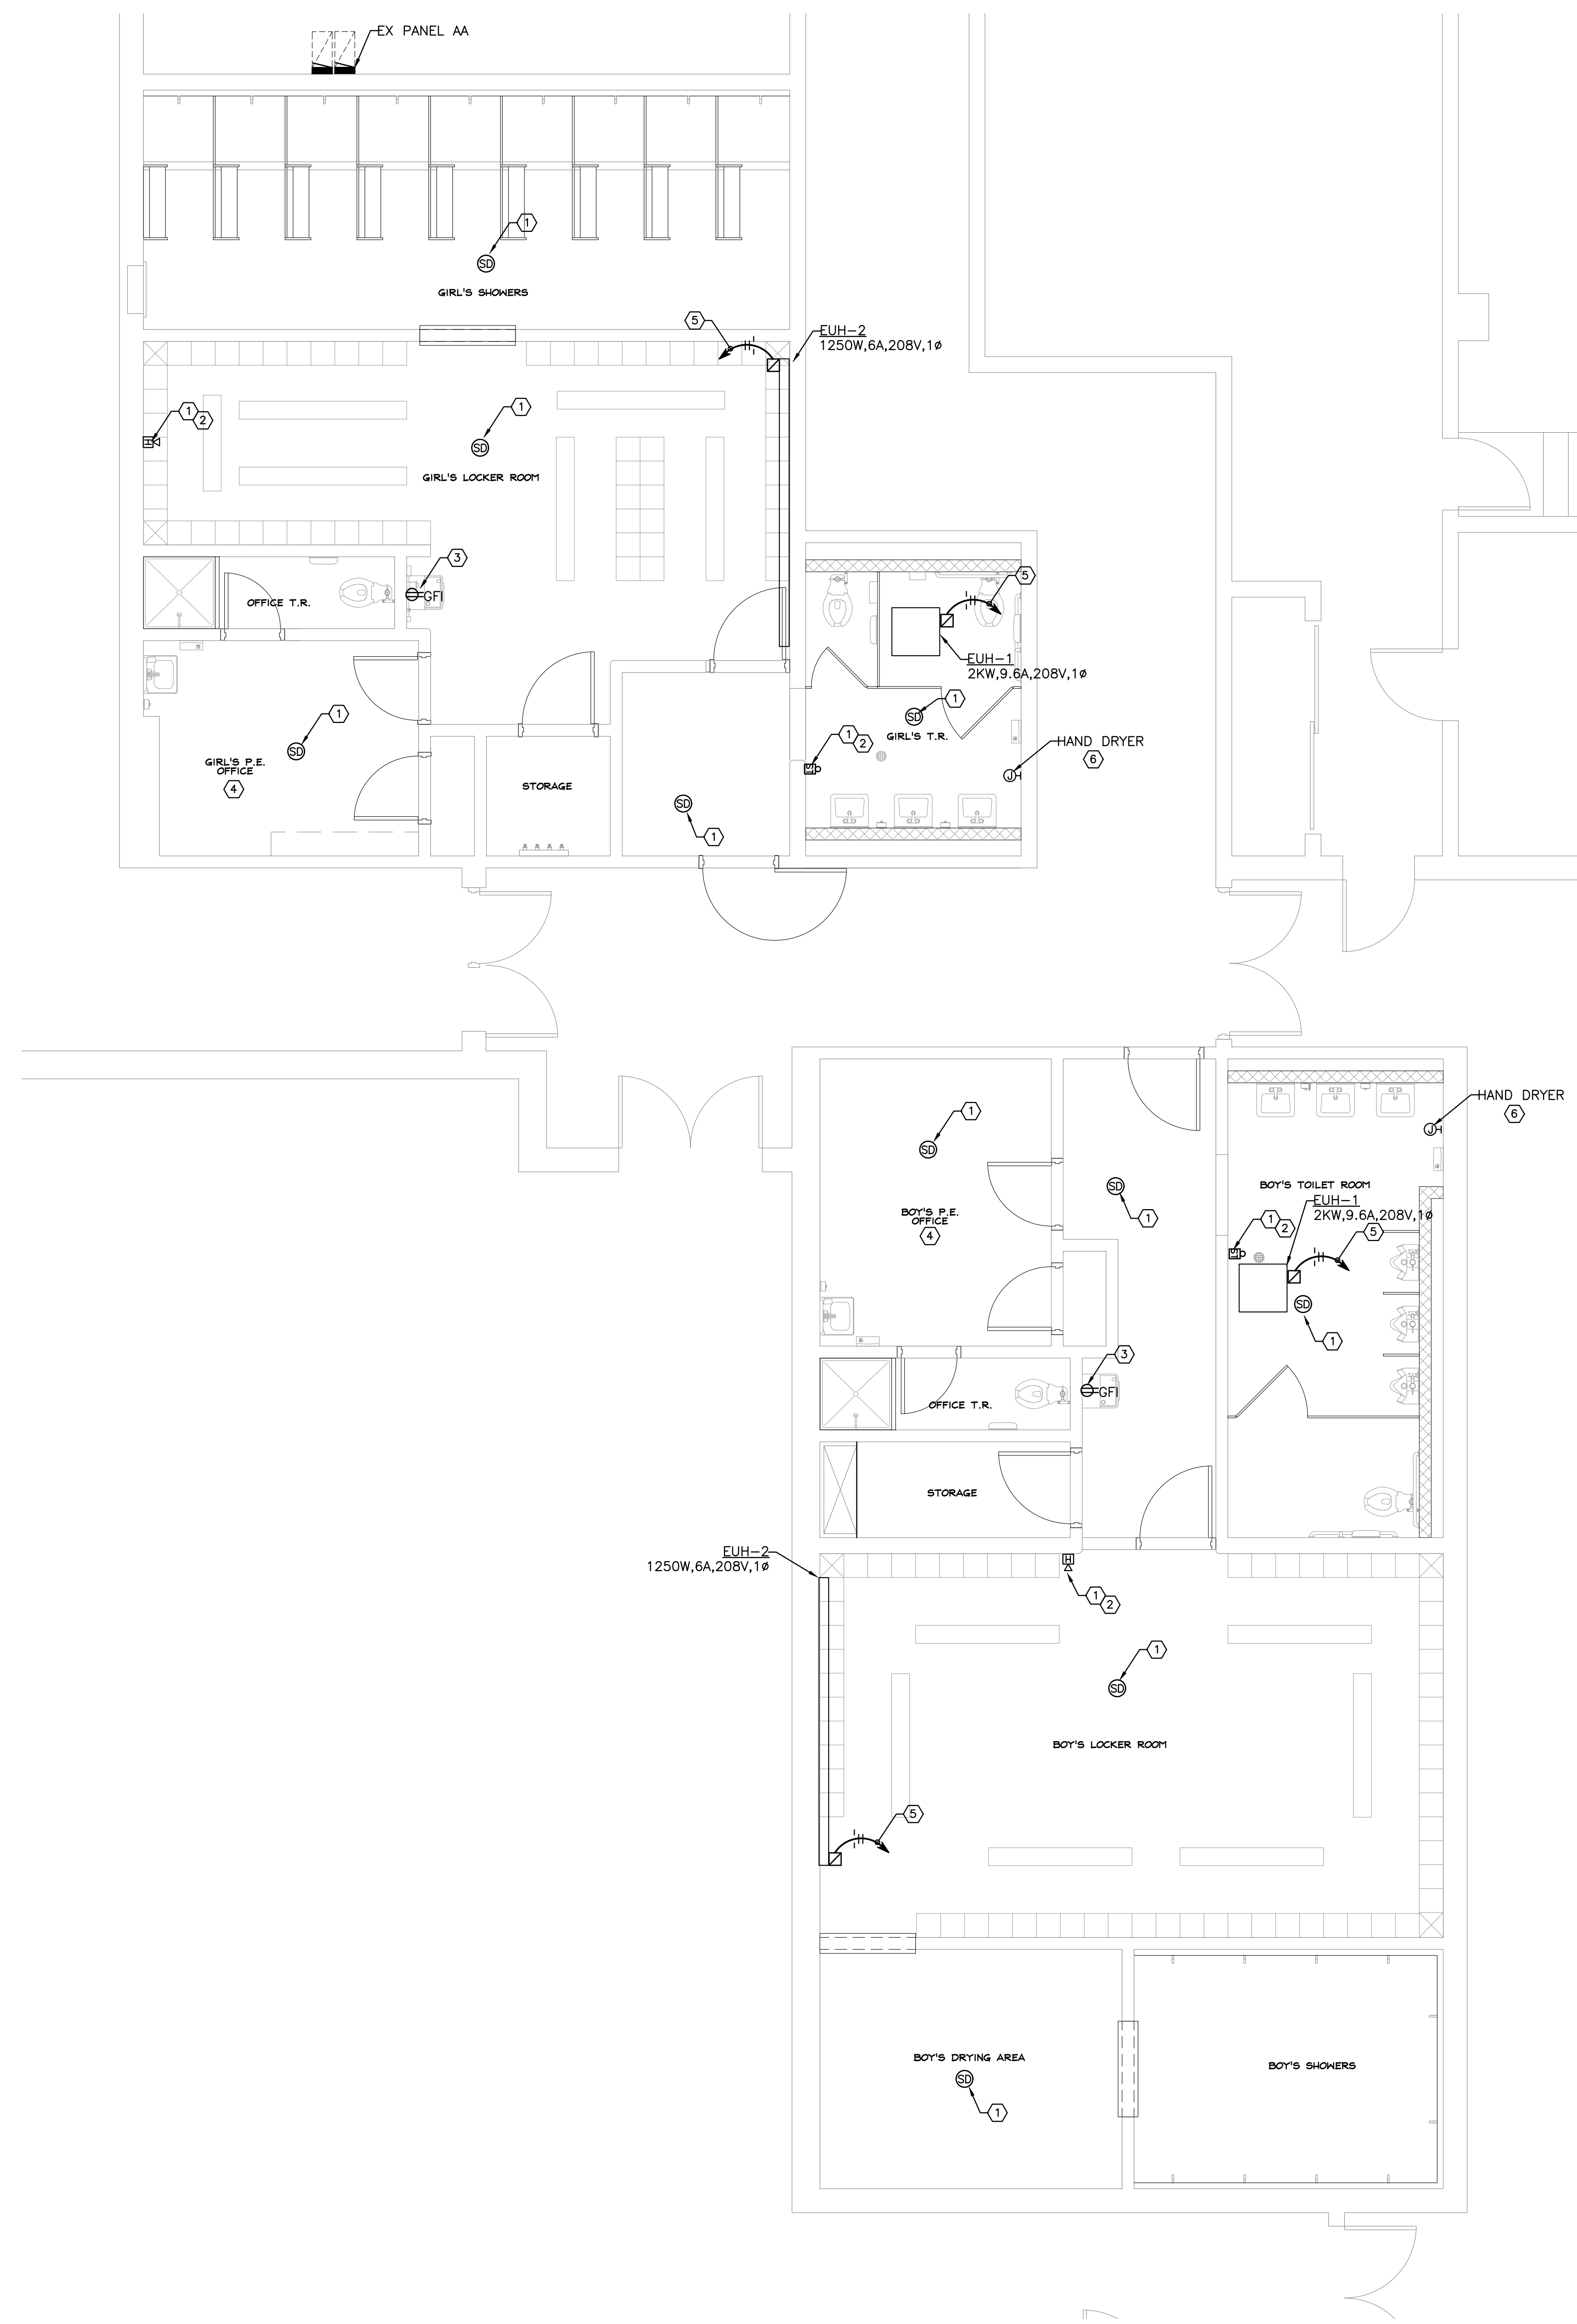 EX PANEL AA
1
SD
GIRL'S SHOWERS
5
EUH-2
1250W,6A,208V,1ø
1
2
H
1
SD
GIRL'S LOCKER ROOM
3
GFI
OFFICE T.R.
5
EUH-1
2KW,9.6A,208V,1ø
1
SD
GIRL'S T.R.
1
2
HAND DRYER
6
J
1
SD
GIRL'S P.E.
OFFICE
4
STORAGE
SD
1
HAND DRYER
6
J
1
SD
SD
1
BOY'S P.E.
OFFICE
4
BOY'S TOILET ROOM
EUH-1
2KW,9.6A,208V,1ø
1
2
5
SD
1
3
GFI
OFFICE T.R.
STORAGE
EUH-2
1250W,6A,208V,1ø
H
1
2
1
SD
BOY'S LOCKER ROOM
5
BOY'S DRYING AREA
SD
1
BOY'S SHOWERS